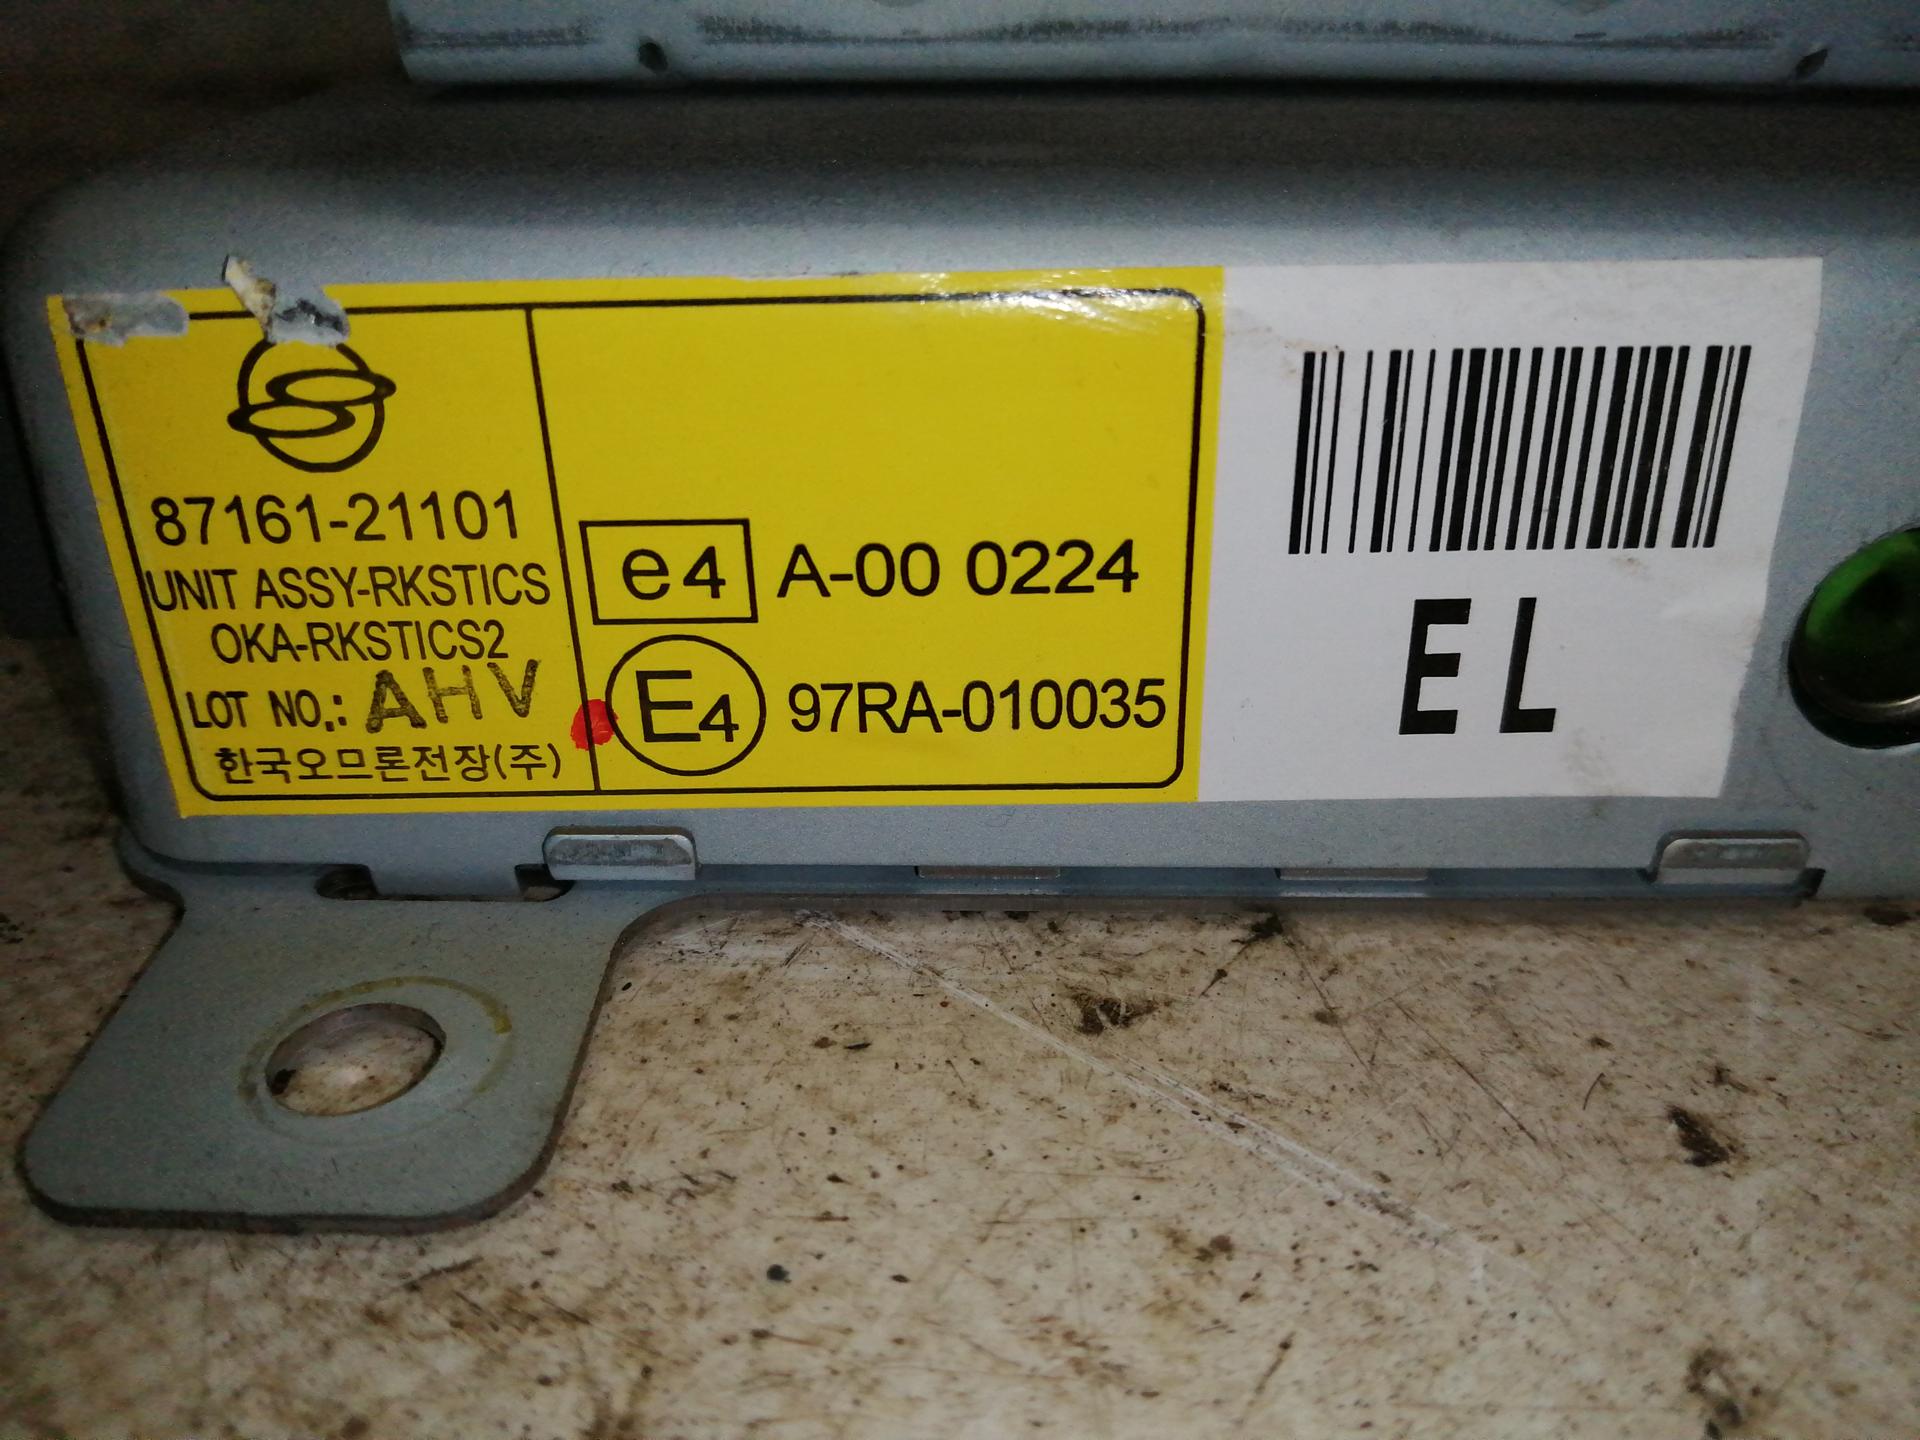 87161-21101
UNIT ASSY-RKSTICS
OKA-RKSTICS2
LOT NO.: AHV
한국오므론전장(주)
e4 A-00 0224
E4 97RA-010035
EL